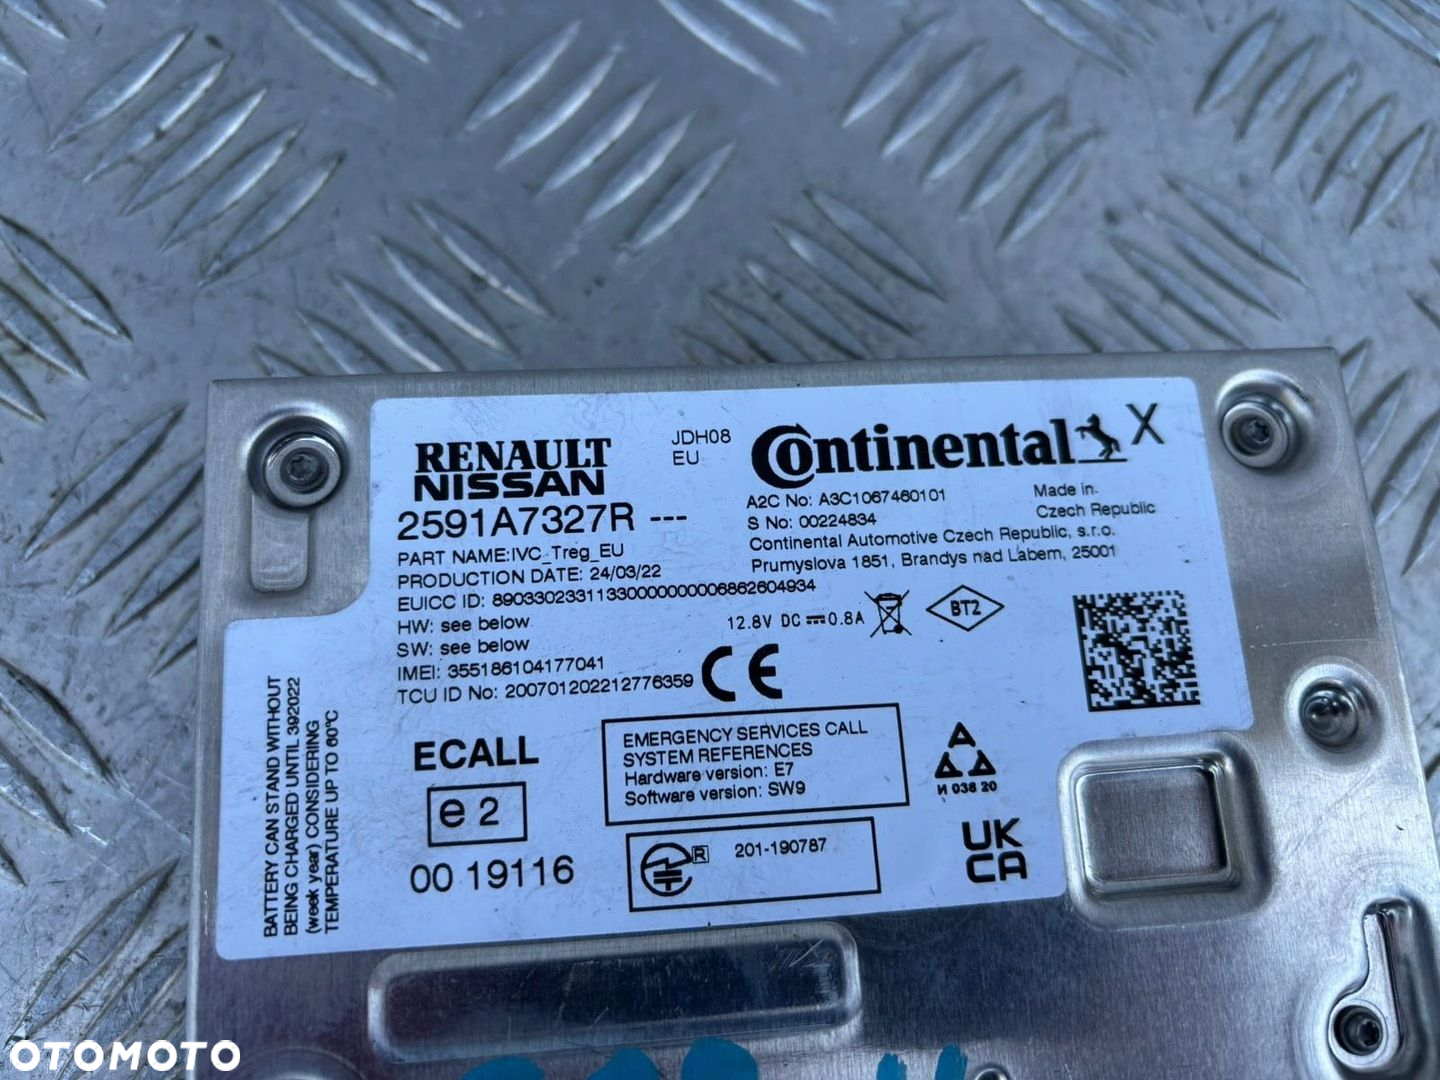 RENAULT
NISSAN
JDH08
EU
Continental X
2591A7327R ---
PART NAME:IVC_Treg_EU
PRODUCTION DATE: 24/03/22
EUICC ID: 89033023311330000000006862604934
HW: see below
SW: see below
IMEI: 355186104177041
TCU ID No: 200701202212776359
A2C No: A3C1067460101
S No: 00224834
Made in
Czech Republic
Continental Automotive Czech Republic, s.r.o.
Prumyslova 1851, Brandys nad Labem, 25001
12.8V DC 0.8A
BT2
CE
BATTERY CAN STAND WITHOUT
BEING CHARGED UNTIL 392022
(week year) CONSIDERING
TEMPERATURE UP TO 60°C
ECALL
e2
00 19116
EMERGENCY SERVICES CALL
SYSTEM REFERENCES
Hardware version: E7
Software version: SW9
R 201-190787
И 036 20
UK
CA
OTOMOTO